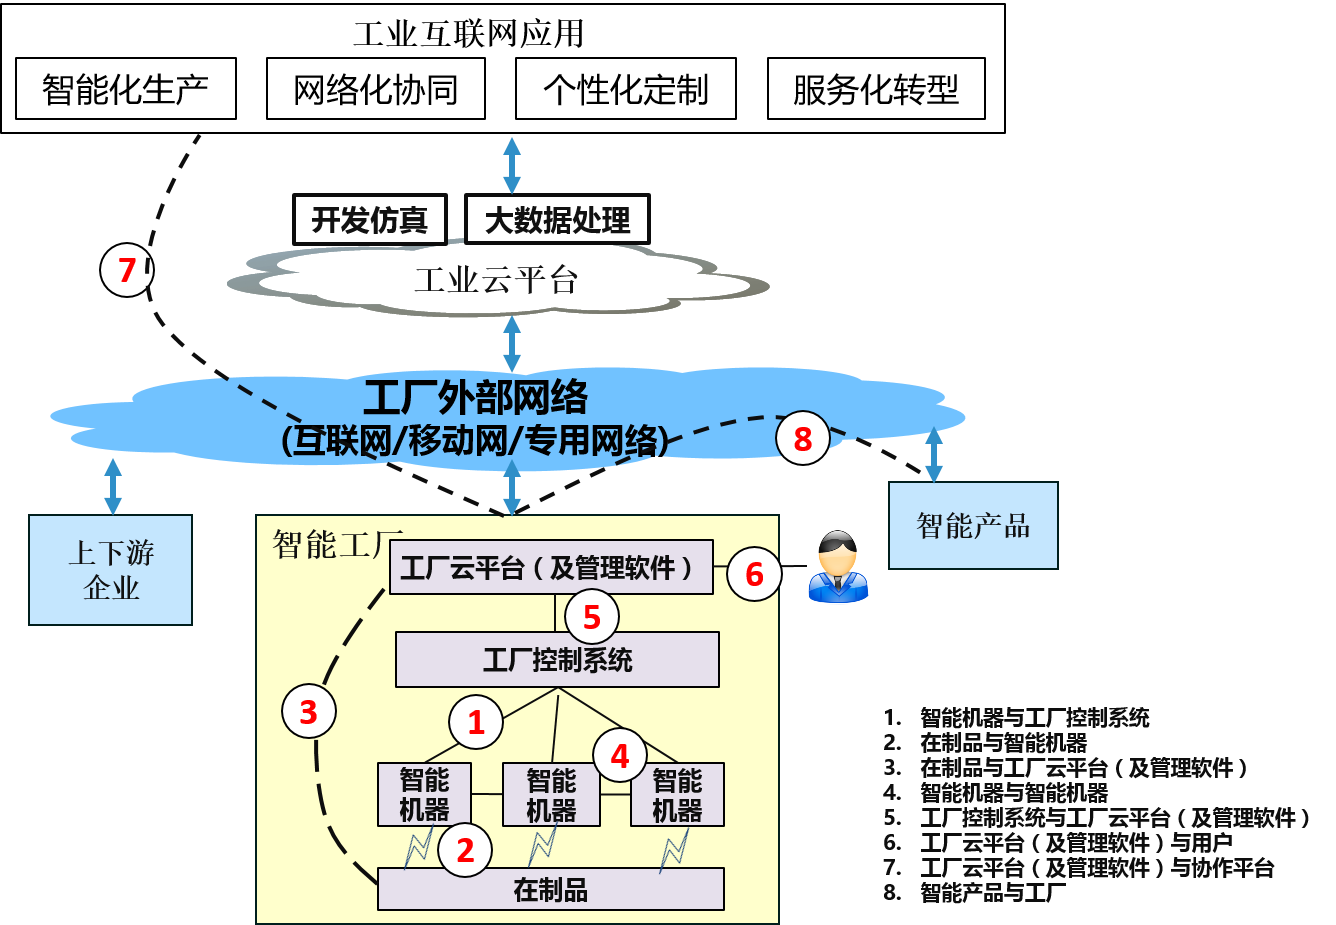 工业互联网应用
智能化生产
网络化协同
个性化定制
服务化转型
开发仿真
大数据处理
7
工业云平台
工厂外部网络
(互联网/移动网/专用网络)
8
上下游
企业
智能产品
智能工厂
工厂云平台（及管理软件）
6
5
工厂控制系统
3
1
4
智能
机器
智能
机器
智能
机器
2
在制品
1. 智能机器与工厂控制系统
2. 在制品与智能机器
3. 在制品与工厂云平台（及管理软件）
4. 智能机器与智能机器
5. 工厂控制系统与工厂云平台（及管理软件）
6. 工厂云平台（及管理软件）与用户
7. 工厂云平台（及管理软件）与协作平台
8. 智能产品与工厂